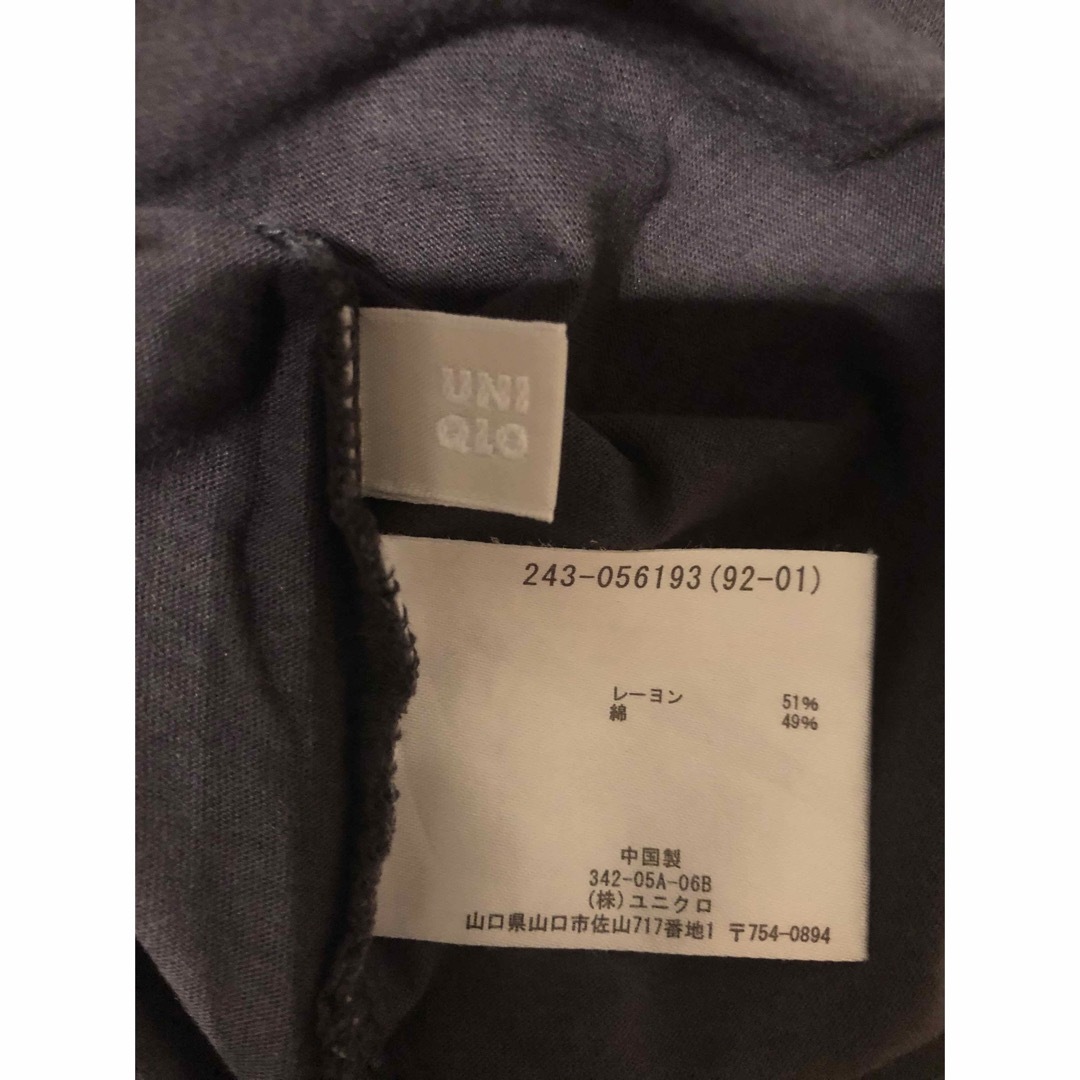 UNI
QLO
243-056193(92-01)
レーヨン 51%
綿 49%
中国製
342-05A-06B
(株)ユニクロ
山口県山口市佐山717番地1 〒754-0894